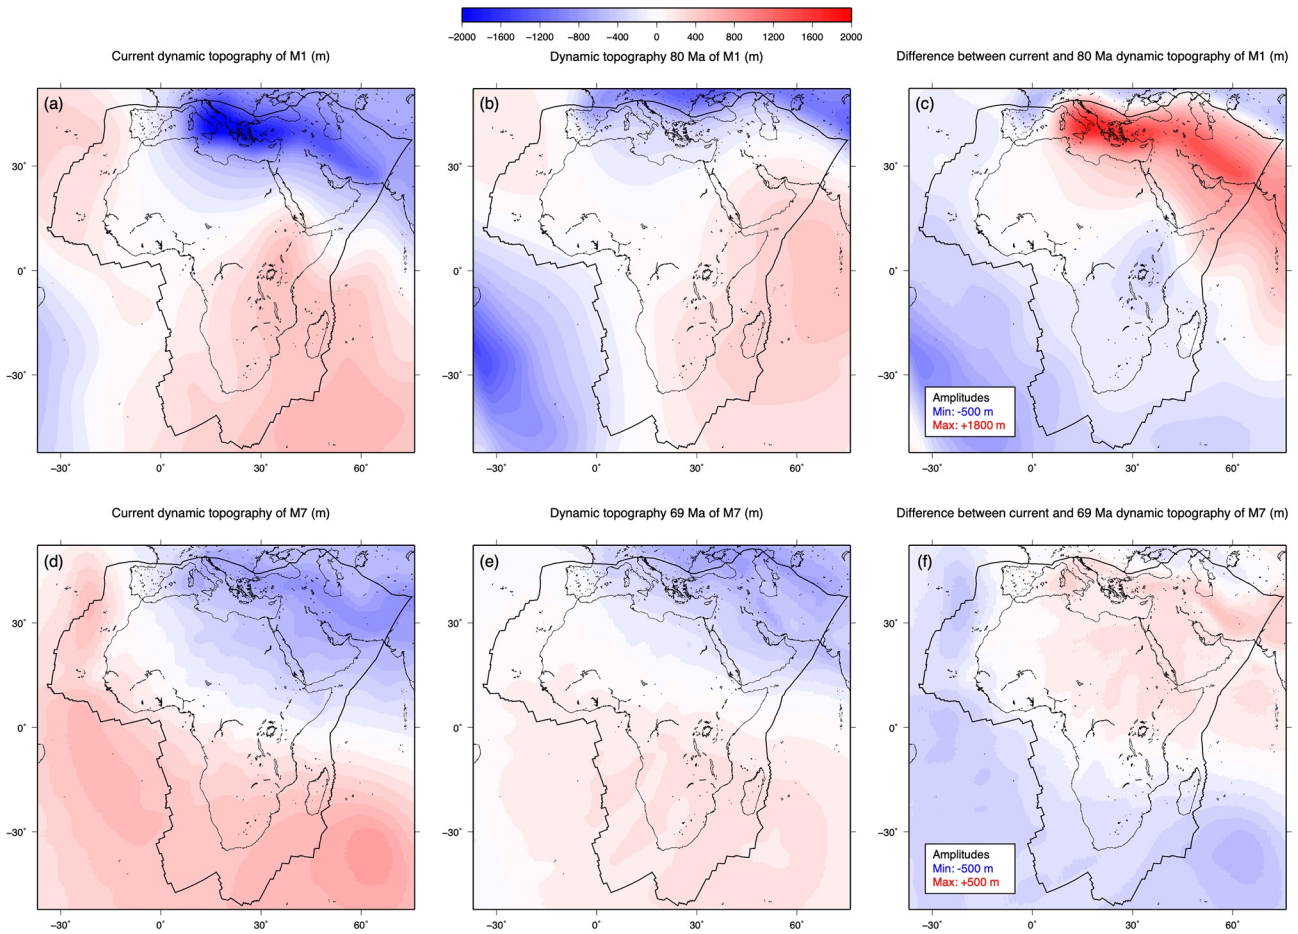 −2000 −1600 −1200 −800 −400 0 400 800 1200 1600 2000
Current dynamic topography of M1 (m)
Dynamic topography 80 Ma of M1 (m)
Difference between current and 80 Ma dynamic topography of M1 (m)
(a)
(b)
(c)
30°
0°
−30°
30°
0°
−30°
30°
0°
−30°
Amplitudes
Min: -500 m
Max: +1800 m
−30° 0° 30° 60°
−30° 0° 30° 60°
−30° 0° 30° 60°
Current dynamic topography of M7 (m)
Dynamic topography 69 Ma of M7 (m)
Difference between current and 69 Ma dynamic topography of M7 (m)
(d)
(e)
(f)
30°
0°
−30°
30°
0°
−30°
30°
0°
−30°
Amplitudes
Min: -500 m
Max: +500 m
−30° 0° 30° 60°
−30° 0° 30° 60°
−30° 0° 30° 60°